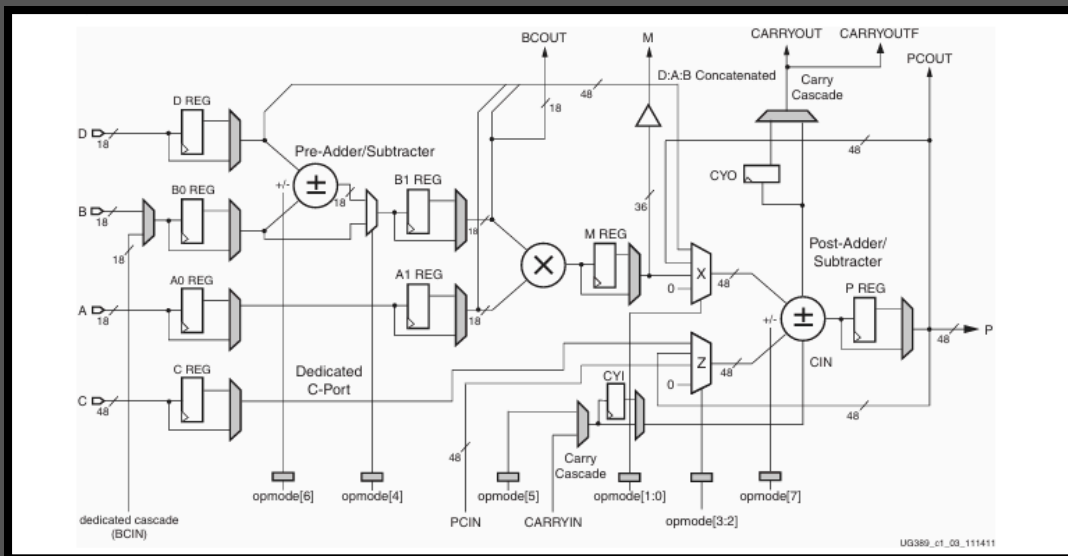 BCOUT
M
CARRYOUT
CARRYOUTF
PCOUT
D:A:B Concatenated
Carry
Cascade
48
18
D REG
D
18
Pre-Adder/Subtracter
48
CYO
+/-
±
18
B1 REG
B0 REG
B
18
18
36
18
M REG
Post-Adder/
Subtracter
×
X
48
0
A0 REG
A1 REG
A
18
18
P REG
+/-
±
48
P
CIN
C REG
Dedicated
C-Port
Z
48
CYI
0
C
48
48
48
Carry
Cascade
opmode[6]
opmode[4]
opmode[5]
opmode[1:0]
opmode[7]
dedicated cascade
(BCIN)
PCIN
CARRYIN
opmode[3:2]
UG389_c1_03_111411